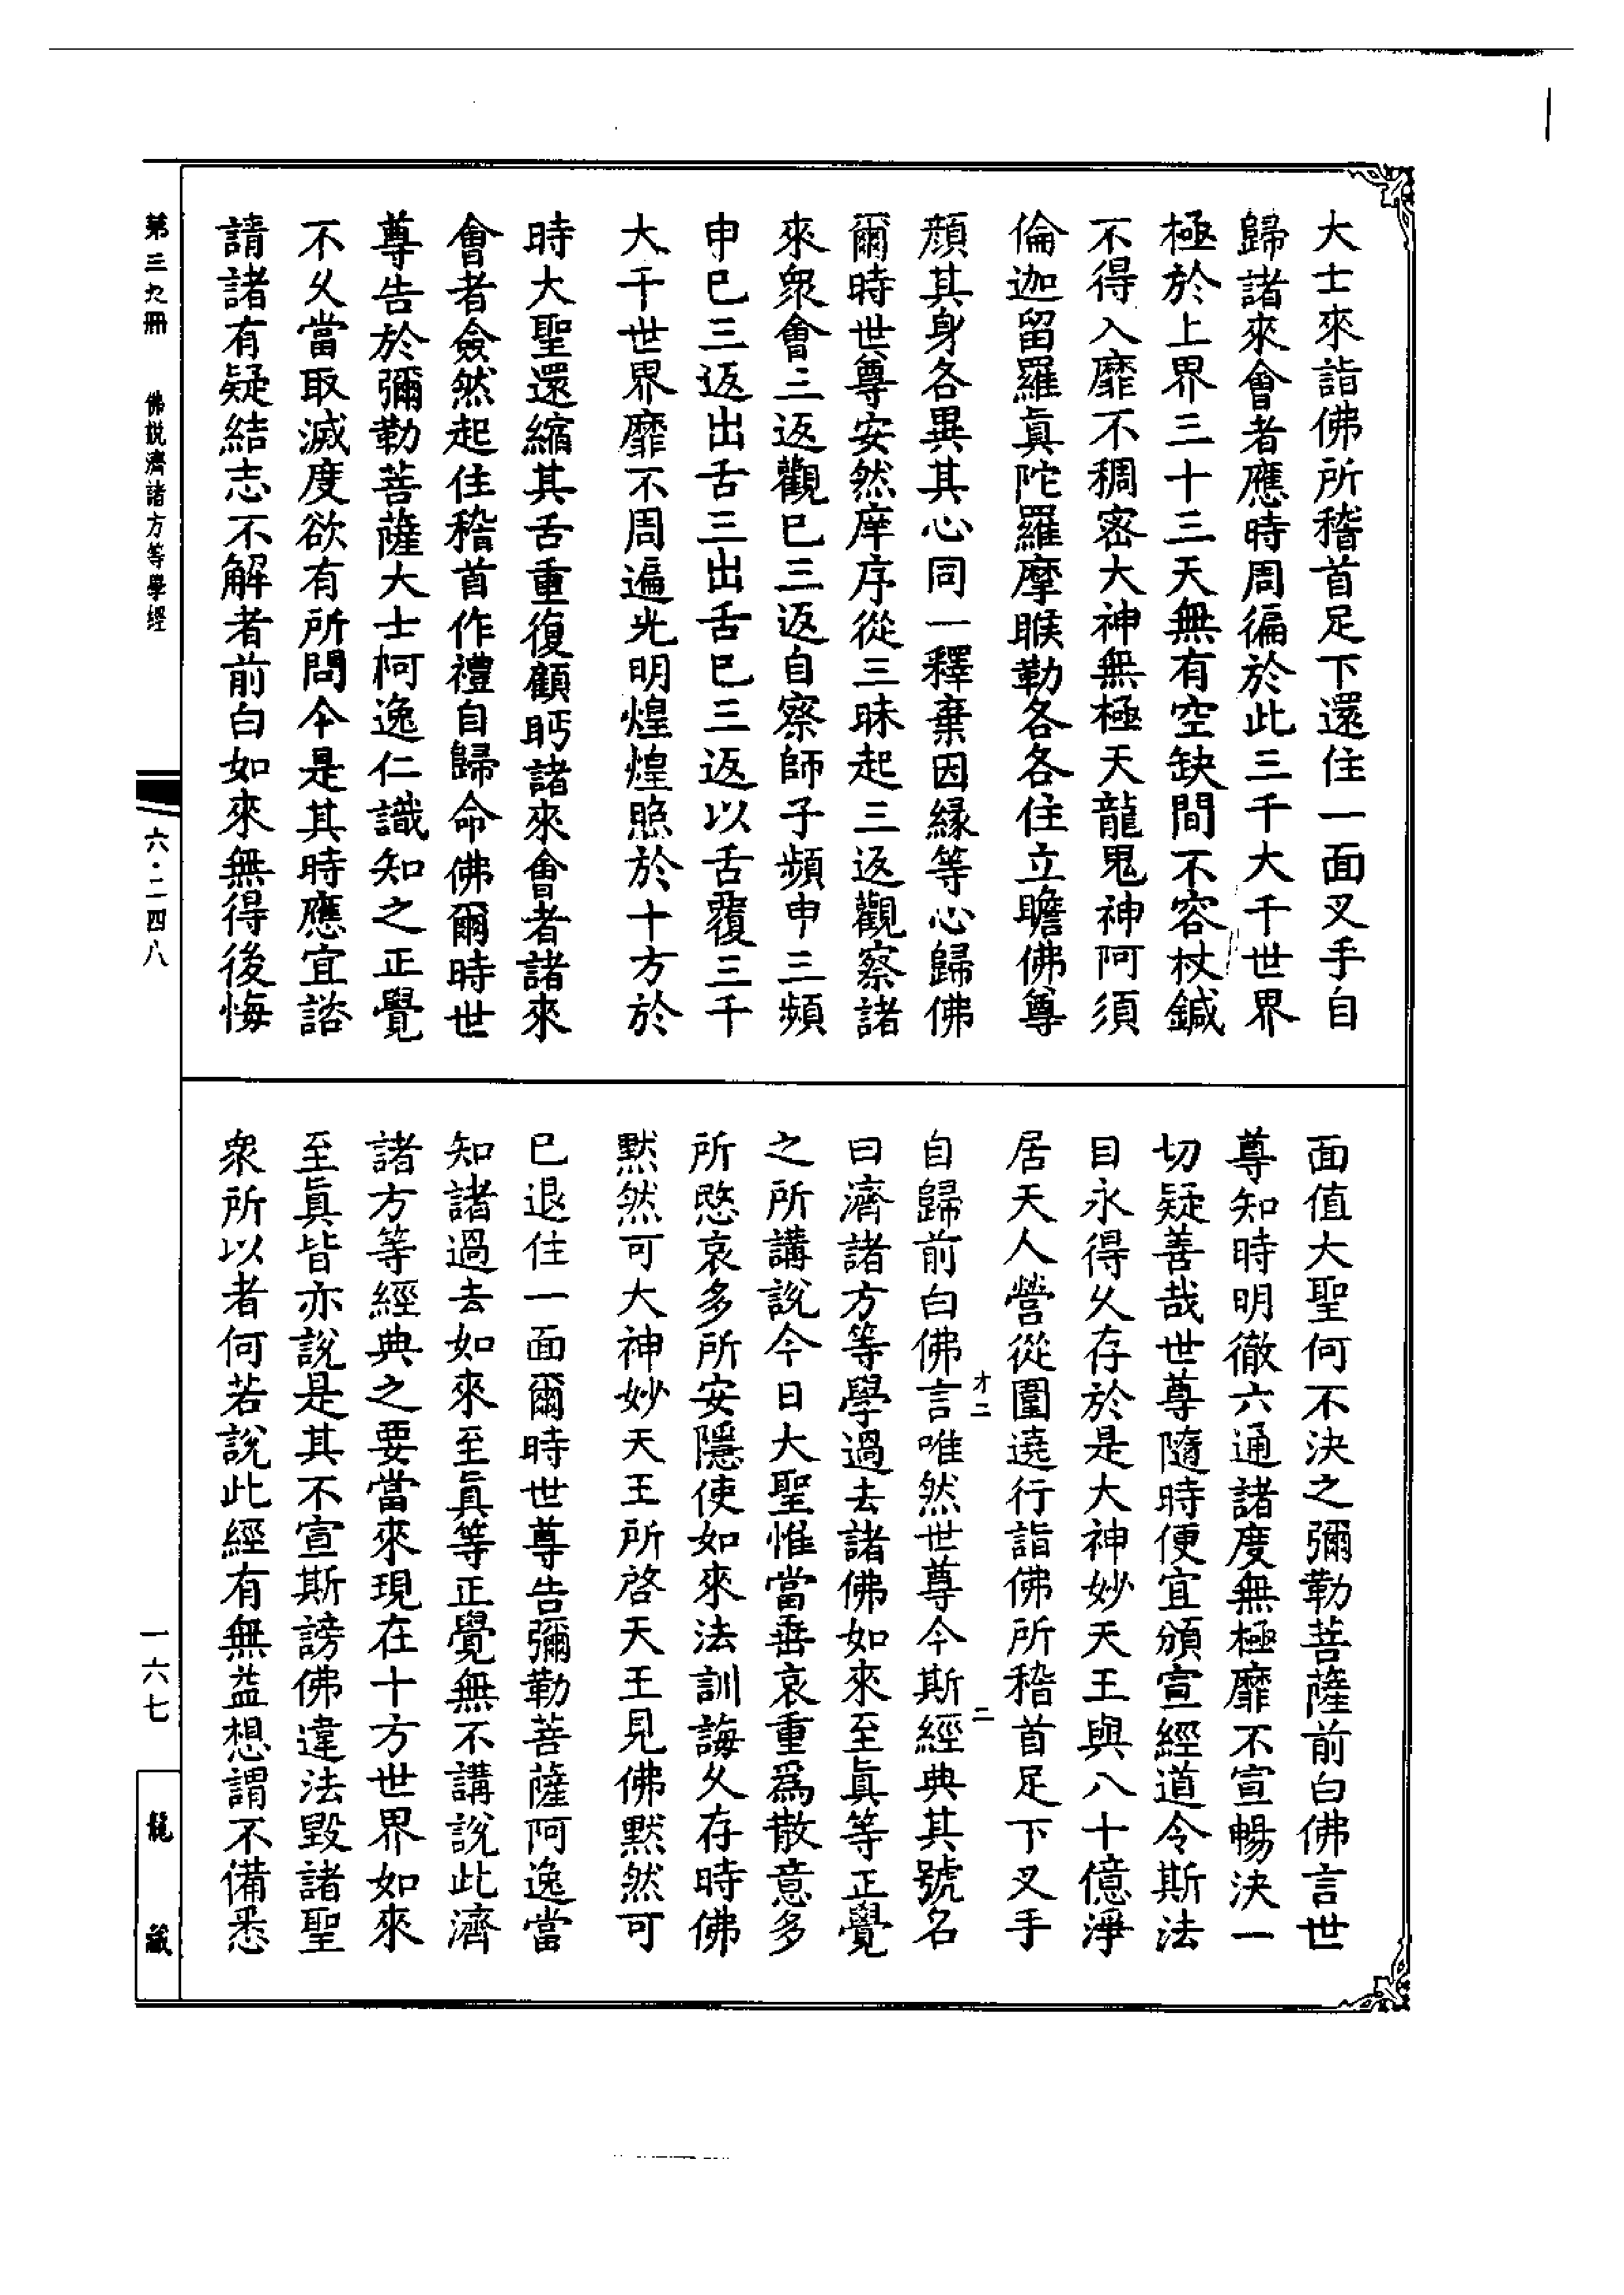 大士來詣佛所稽首足下還住一面叉手自
歸諸來會者應時周徧於此三千大千世界
極於上界三十三天無有空缺間不容杖鍼
不得入靡不稠密大神無極天龍鬼神阿須
倫迦留羅眞陀羅摩睺勒各各住立瞻佛尊
顏其身各異其心同一釋棄因緣等心歸佛
爾時世尊安然庠序從三昧起三返觀察諸
來衆會三返觀已三返自察師子頻申三頻
申已三返出舌三出舌已三返以舌覆三千
大千世界靡不周遍光明煌煌照於十方於
時大聖還縮其舌重復顧眄諸來會者諸來
會者僉然起住稽首作禮自歸命佛爾時世
尊告於彌勒菩薩大士柯逸仁識知之正覺
不久當取滅度欲有所問今是其時應宜諮
請諸有疑結志不解者前白如來無得後悔
面値大聖何不決之彌勒菩薩前白佛言世
尊知時明徹六通諸度無極靡不宣暢決一
切疑善哉世尊隨時便宜頒宣經道令斯法
目永得久存於是大神妙天王與八十億淨
居天人營從圍遶行詣佛所稽首足下叉手
自歸前白佛言唯然世尊今斯經典其號名
曰濟諸方等學過去諸佛如來至眞等正覺
之所講說今日大聖惟當垂哀重爲散意多
所愍哀多所安隱使如來法訓誨久存時佛
默然可大神妙天王所啓天王見佛默然可
已退住一面爾時世尊告彌勒菩薩阿逸當
知諸過去如來至眞等正覺無不講說此濟
諸方等經典之要當來現在十方世界如來
至眞皆亦說是其不宣斯謗佛違法毀諸聖
衆所以者何若說此經有無益想謂不備悉
才二
二
第三九冊
佛說濟諸方等學經
六·二四八
一六七
龍藏